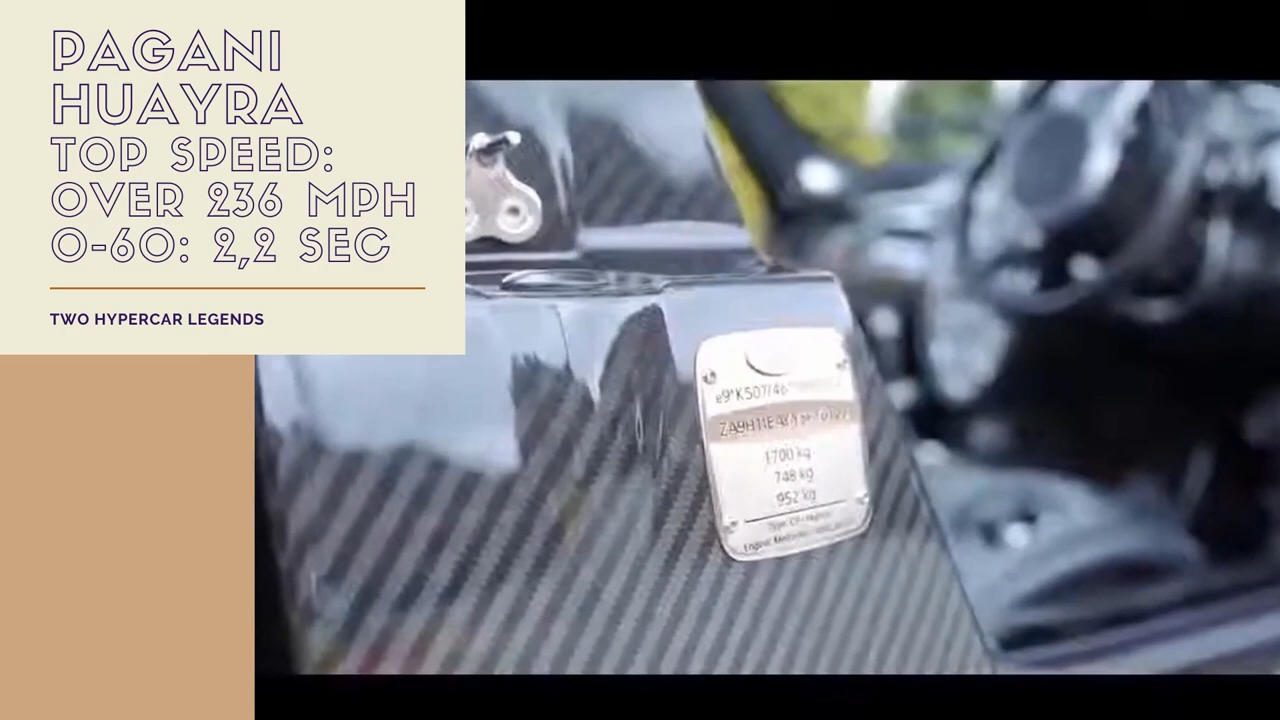 PAGANI
HUAYRA
TOP SPEED:
OVER 236 MPH
0-60: 2,2 SEC
TWO HYPERCAR LEGENDS
1700 kg
748 kg
952 kg